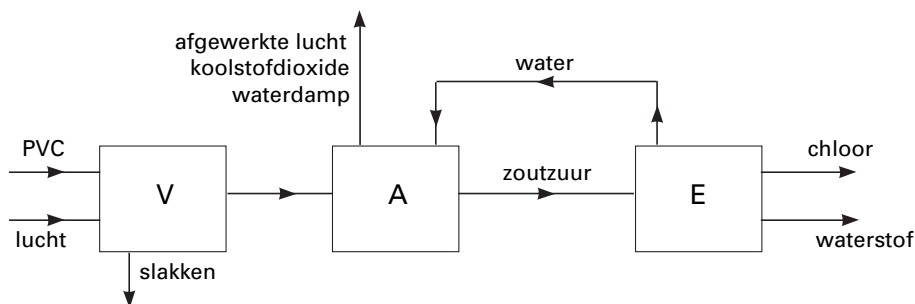 afgewerkte lucht
koolstofdioxide
waterdamp
water
PVC
lucht
V
slakken
A
zoutzuur
E
chloor
waterstof